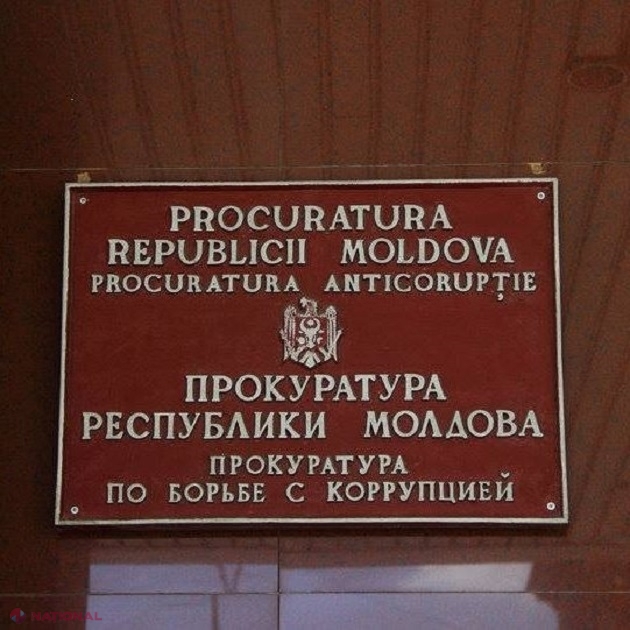 PROCURATURA
REPUBLICII MOLDOVA
PROCURATURA ANTICORUPȚIE
ПРОКУРАТУРА
РЕСПУБЛИКИ МОЛДОВА
ПРОКУРАТУРА
ПО БОРЬБЕ С КОРРУПЦИЕЙ